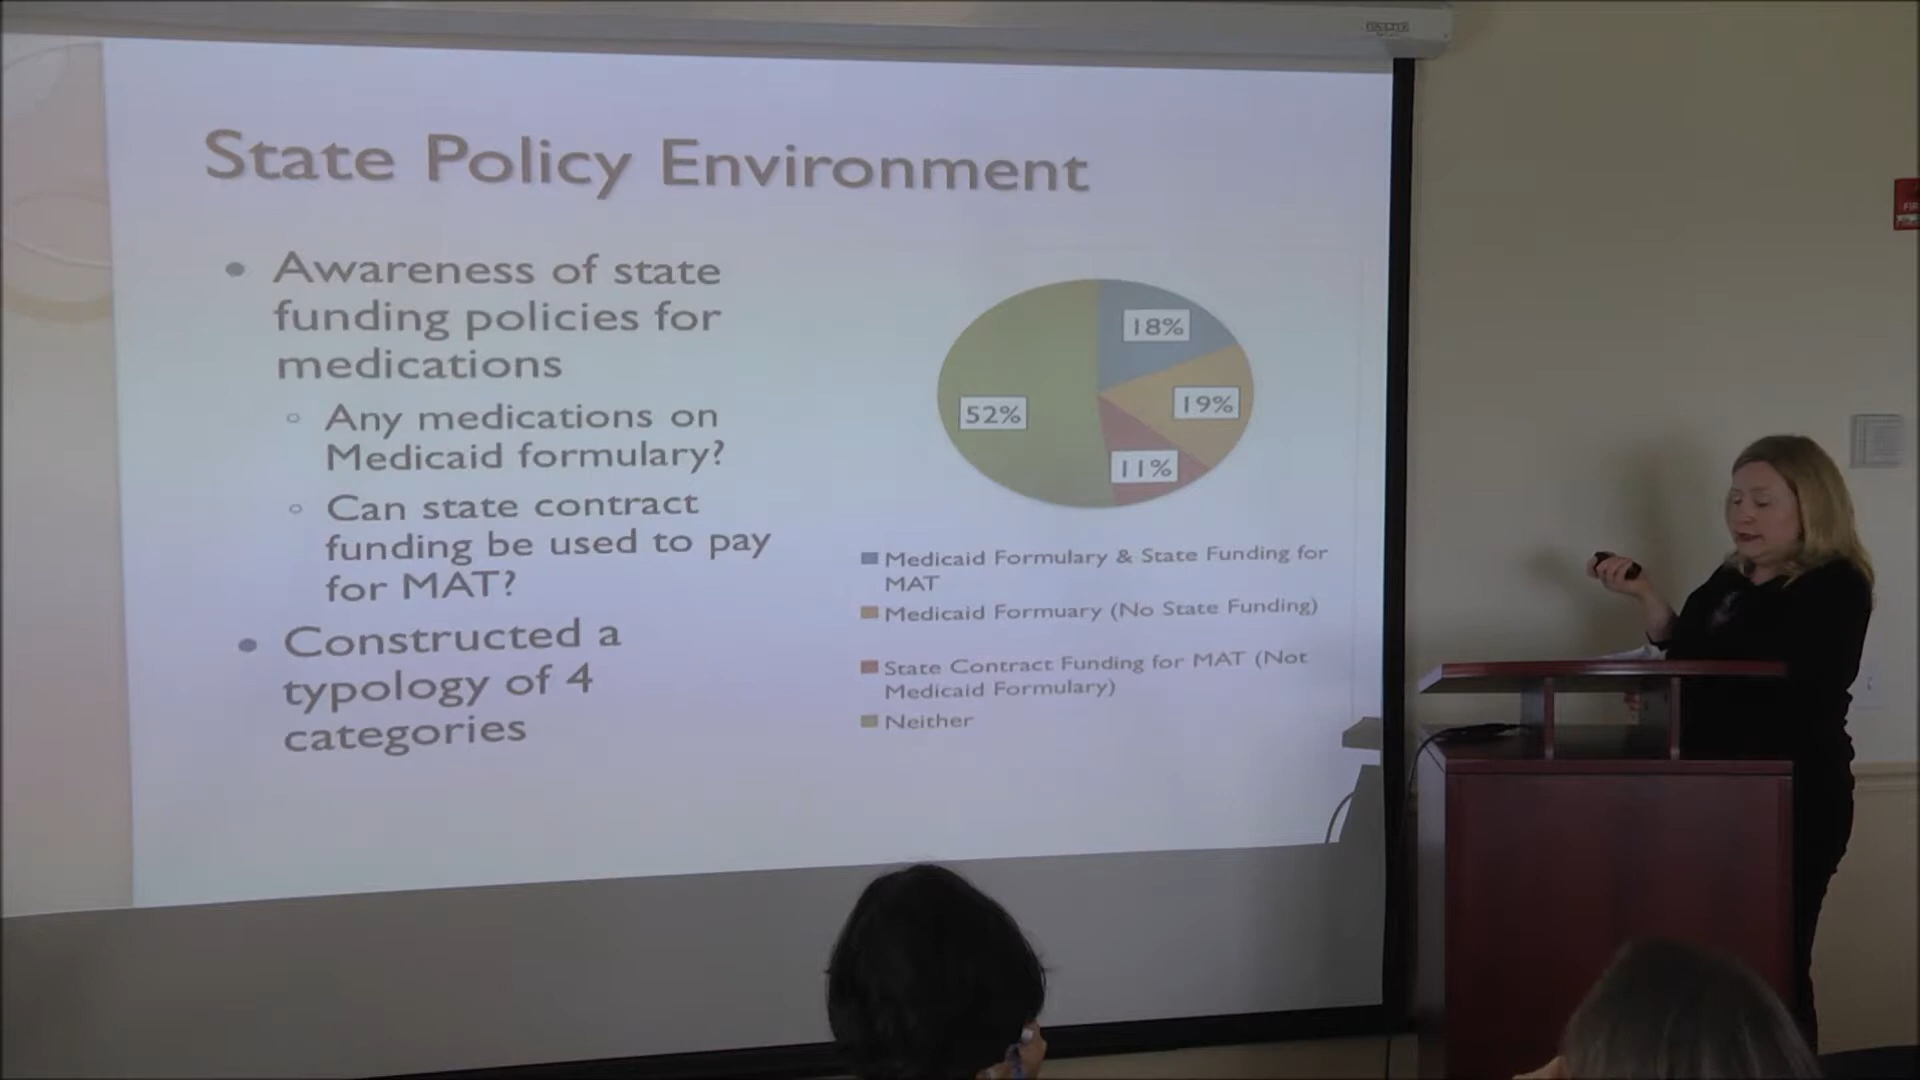 State Policy Environment
• Awareness of state
funding policies for
medications
◦ Any medications on
Medicaid formulary?
◦ Can state contract
funding be used to pay
for MAT?
• Constructed a
typology of 4
categories
18%
19%
11%
52%
Medicaid Formulary & State Funding for
MAT
Medicaid Formuary (No State Funding)
State Contract Funding for MAT (Not
Medicaid Formulary)
Neither